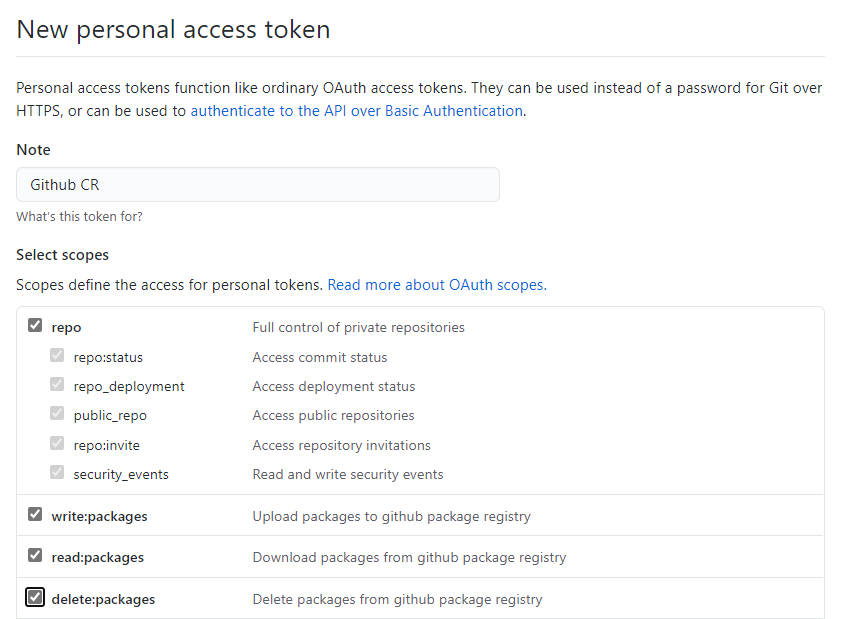 New personal access token
Personal access tokens function like ordinary OAuth access tokens. They can be used instead of a password for Git over
HTTPS, or can be used to authenticate to the API over Basic Authentication.
Note
Github CR
What's this token for?
Select scopes
Scopes define the access for personal tokens. Read more about OAuth scopes.
repo Full control of private repositories
repo:status Access commit status
repo_deployment Access deployment status
public_repo Access public repositories
repo:invite Access repository invitations
security_events Read and write security events
write:packages Upload packages to github package registry
read:packages Download packages from github package registry
delete:packages Delete packages from github package registry